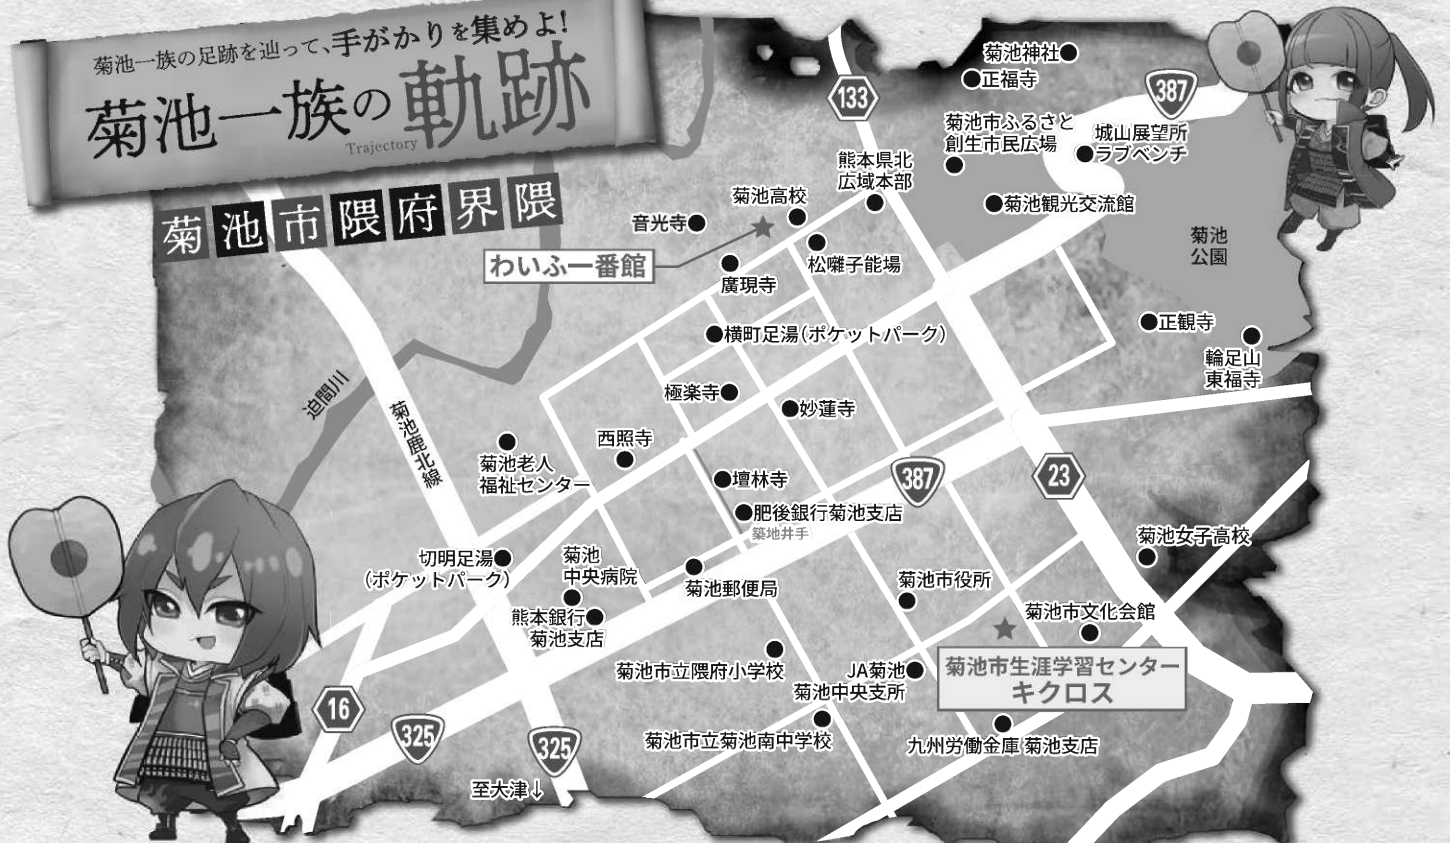 菊池一族の足跡を辿って、手がかりを集めよ!
菊池一族の軌跡
Trajectory
菊池市隈府界隈
133
菊池神社
正福寺
387
菊池市ふるさと
創生市民広場
城山展望所
ラブベンチ
熊本県北
広域本部
菊池高校
音光寺
菊池観光交流館
わいふ一番館
松囃子能場
廣現寺
菊池
公園
正観寺
横町足湯(ポケットパーク)
輪足山
東福寺
迫間川
極楽寺
妙蓮寺
菊池鹿北線
西照寺
菊池老人
福祉センター
壇林寺
387
23
肥後銀行菊池支店
築地井手
菊池女子高校
切明足湯
(ポケットパーク)
菊池
中央病院
菊池郵便局
菊池市役所
熊本銀行
菊池支店
菊池市文化会館
菊池市立隈府小学校
JA菊池
菊池中央支所
菊池市生涯学習センター
キクロス
16
325
325
菊池市立菊池南中学校
九州労働金庫 菊池支店
至大津↓